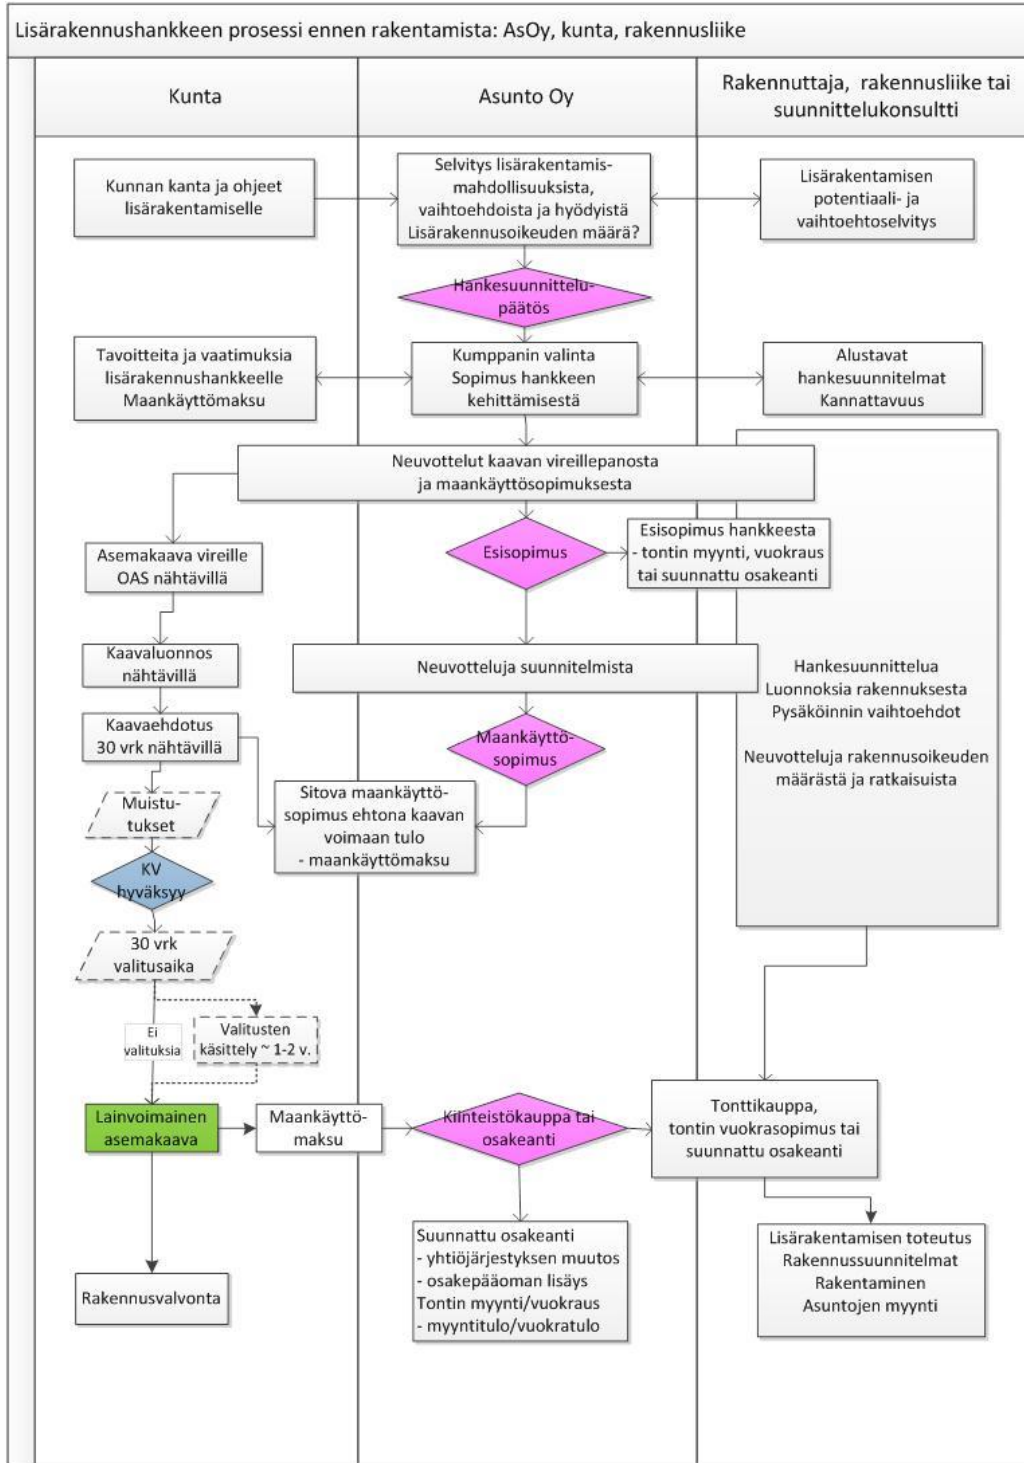 Lisärakennushankkeen prosessi ennen rakentamista: AsOy, kunta, rakennusliike
Kunta
Asunto Oy
Rakennuttaja, rakennusliike tai
suunnittelukonsultti
Kunnan kanta ja ohjeet
lisärakentamiselle
Selvitys lisärakentamis-
mahdollisuuksista,
vaihtoehdoista ja hyödyistä
Lisärakennusoikeuden määrä?
Lisärakentamisen
potentiaali- ja
vaihtoehtoselvitys
Hankesuunnittelu-
päätös
Tavoitteita ja vaatimuksia
lisärakennushankkeelle
Maankäyttömaksu
Kumppanin valinta
Sopimus hankkeen
kehittämisestä
Alustavat
hankesuunnitelmat
Kannattavuus
Neuvottelut kaavan vireillepanosta
ja maankäyttösopimuksesta
Asemakaava vireille
OAS nähtävillä
Esisopimus
Esisopimus hankkeesta
- tontin myynti, vuokraus
tai suunnattu osakeanti
Kaavaluonnos
nähtävillä
Neuvotteluja suunnitelmista
Hankesuunnittelua
Luonnoksia rakennuksesta
Pysäköinnin vaihtoehdot
Neuvotteluja rakennusoikeuden
määrästä ja ratkaisuista
Kaavaehdotus
30 vrk nähtävillä
Maankäyttö-
sopimus
Muistu-
tukset
Sitova maankäyttö-
sopimus ehtona kaavan
voimaan tulo
- maankäyttömaksu
KV
hyväksyy
30 vrk
valitusaika
Ei
valituksia
Valitusten
käsittely ~ 1-2 v.
Lainvoimainen
asemakaava
Maankäyttö-
maksu
Kiinteistökauppa tai
osakeanti
Tonttikauppa,
tontin vuokrasopimus tai
suunnattu osakeanti
Rakennusvalvonta
Suunnattu osakeanti
- yhtiöjärjestyksen muutos
- osakepääoman lisäys
Tontin myynti/vuokraus
- myyntitulo/vuokratulo
Lisärakentamisen toteutus
Rakennussuunnitelmat
Rakentaminen
Asuntojen myynti